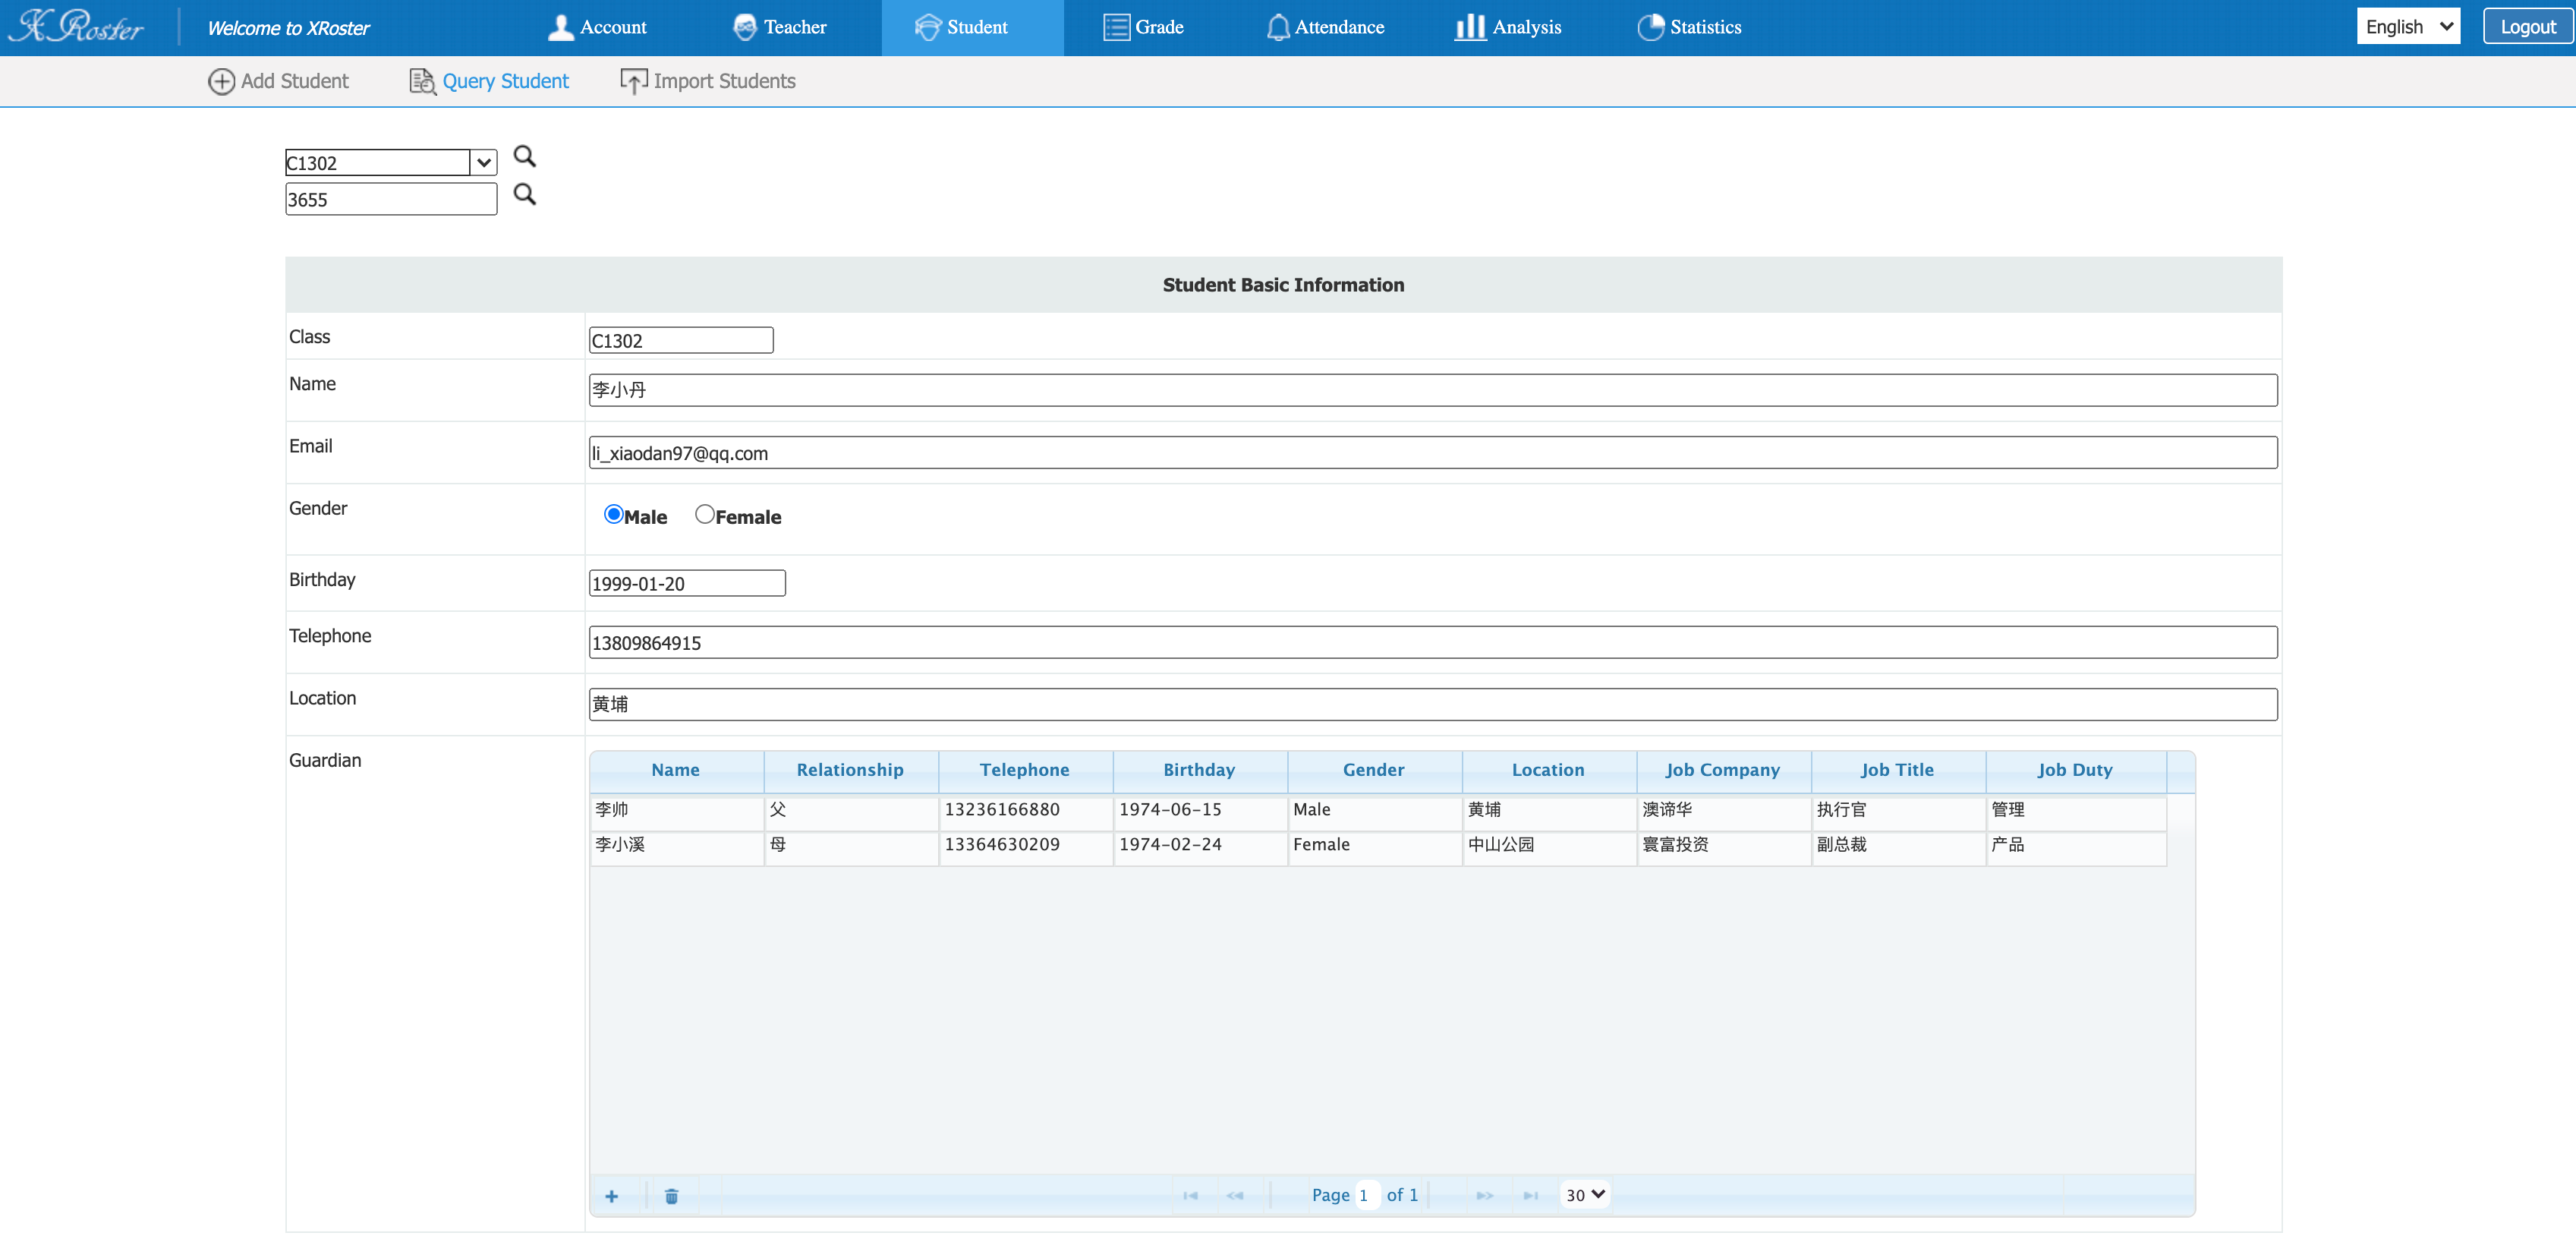 XRoster Welcome to XRoster Account Teacher Student Grade Attendance Analysis Statistics English Logout
Add Student Query Student Import Students
C1302
3655
Student Basic Information
Class C1302
Name 李小丹
Email li_xiaodan97@qq.com
Gender Male Female
Birthday 1999-01-20
Telephone 13809864915
Location 黄埔
Guardian
Name Relationship Telephone Birthday Gender Location Job Company Job Title Job Duty
李帅 父 13236166880 1974-06-15 Male 黄埔 澳谛华 执行官 管理
李小溪 母 13364630209 1974-02-24 Female 中山公园 寰富投资 副总裁 产品
Page 1 of 1 30